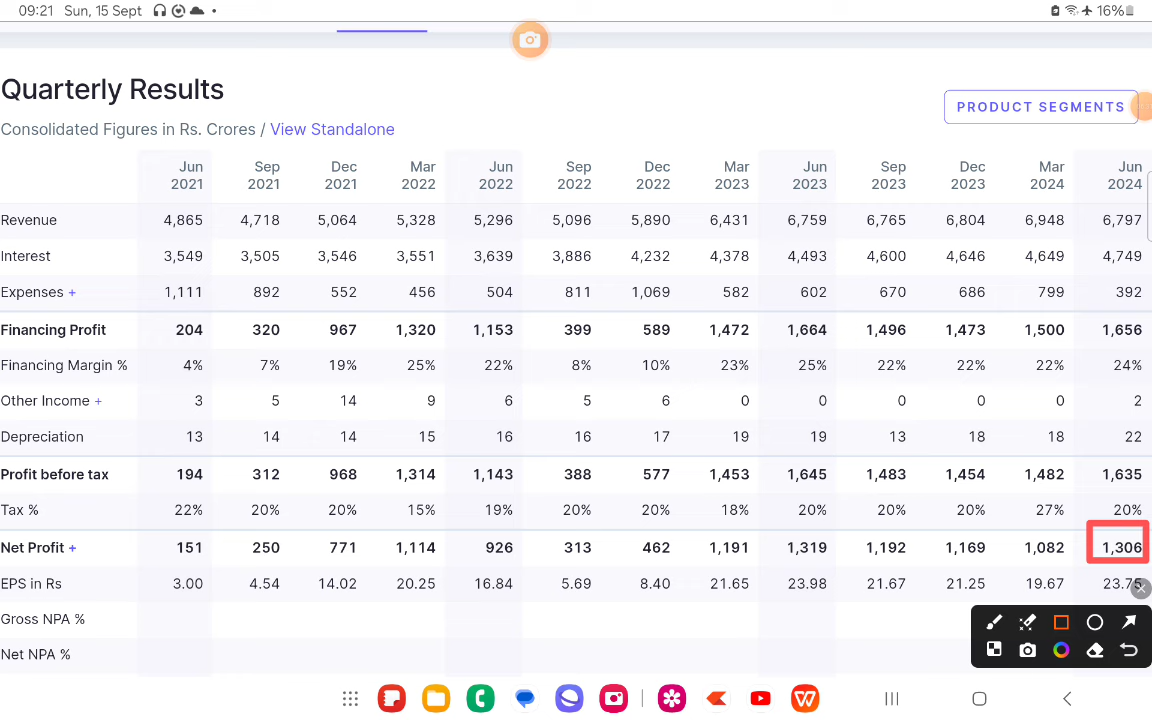 09:21 Sun, 15 Sept
16%
Quarterly Results
PRODUCT SEGMENTS
Consolidated Figures in Rs. Crores / View Standalone
Jun Sep Dec Mar Jun Sep Dec Mar Jun Sep Dec Mar Jun
2021 2021 2021 2022 2022 2022 2022 2023 2023 2023 2023 2024 2024
Revenue 4,865 4,718 5,064 5,328 5,296 5,096 5,890 6,431 6,759 6,765 6,804 6,948 6,797
Interest 3,549 3,505 3,546 3,551 3,639 3,886 4,232 4,378 4,493 4,600 4,646 4,649 4,749
Expenses + 1,111 892 552 456 504 811 1,069 582 602 670 686 799 392
Financing Profit 204 320 967 1,320 1,153 399 589 1,472 1,664 1,496 1,473 1,500 1,656
Financing Margin % 4% 7% 19% 25% 22% 8% 10% 23% 25% 22% 22% 22% 24%
Other Income + 3 5 14 9 6 5 6 0 0 0 0 0 2
Depreciation 13 14 14 15 16 16 17 19 19 13 18 18 22
Profit before tax 194 312 968 1,314 1,143 388 577 1,453 1,645 1,483 1,454 1,482 1,635
Tax % 22% 20% 20% 15% 19% 20% 20% 18% 20% 20% 20% 27% 20%
Net Profit + 151 250 771 1,114 926 313 462 1,191 1,319 1,192 1,169 1,082 1,306
EPS in Rs 3.00 4.54 14.02 20.25 16.84 5.69 8.40 21.65 23.98 21.67 21.25 19.67 23.75
Gross NPA %
Net NPA %